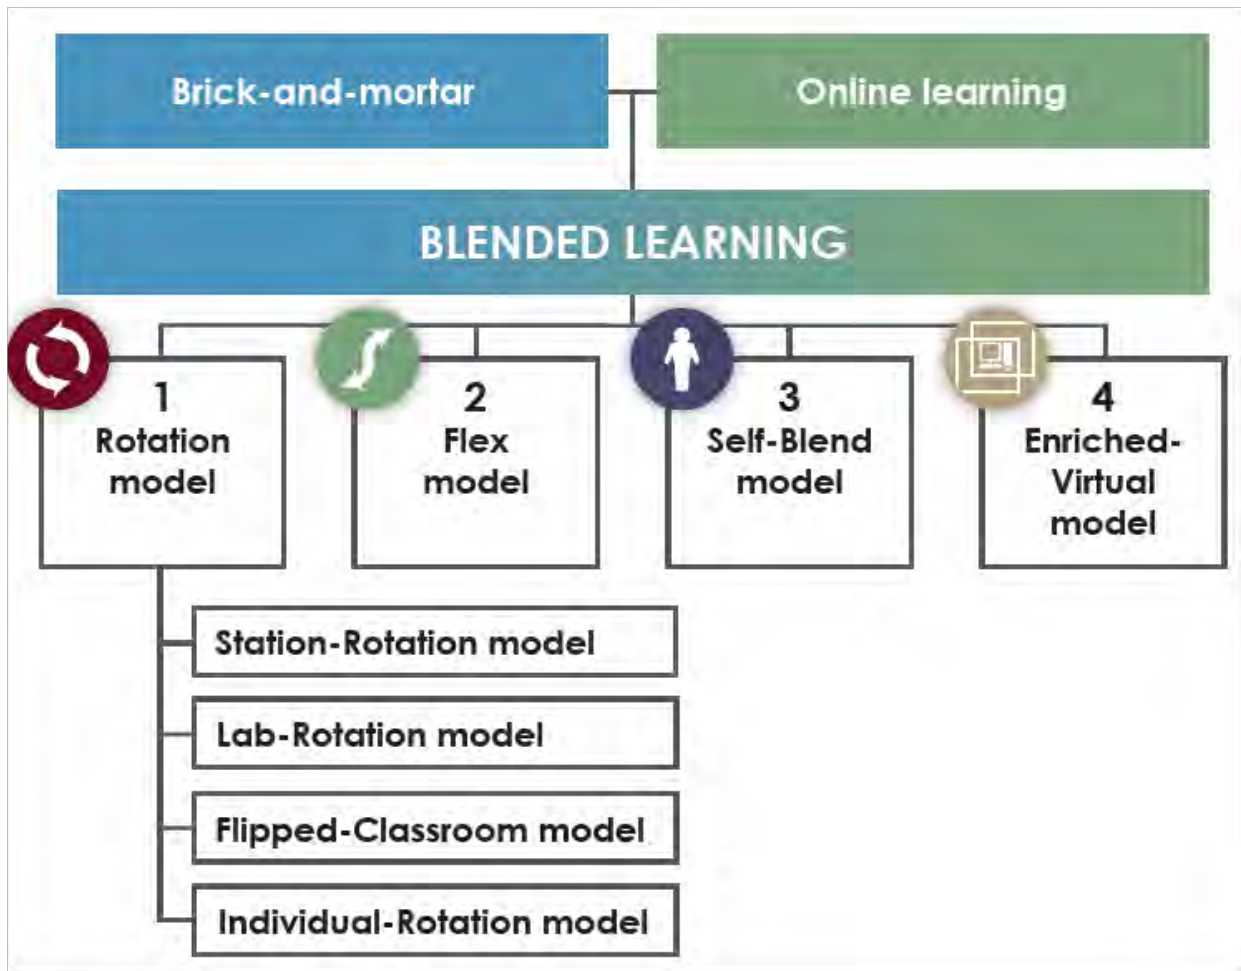 Brick-and-mortar
Online learning
BLENDED LEARNING
1
Rotation
model
2
Flex
model
3
Self-Blend
model
4
Enriched-
Virtual
model
Station-Rotation model
Lab-Rotation model
Flipped-Classroom model
Individual-Rotation model